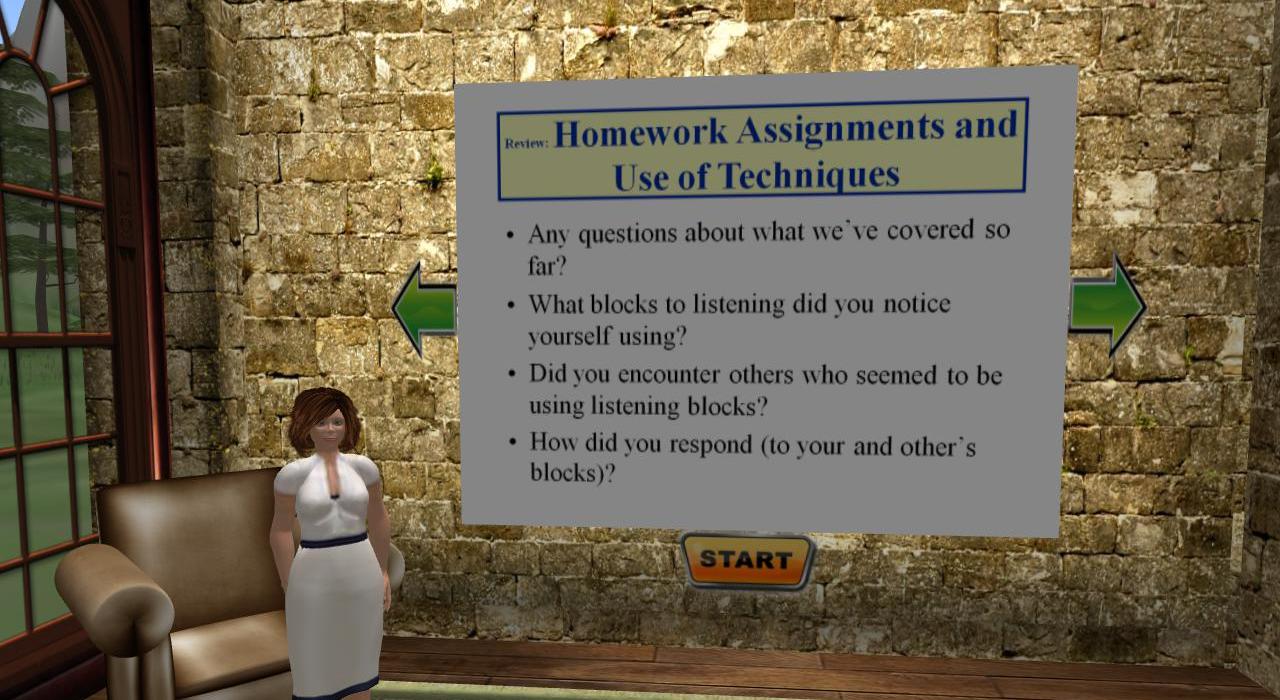 Review: Homework Assignments and
Use of Techniques
• Any questions about what we've covered so
far?
• What blocks to listening did you notice
yourself using?
• Did you encounter others who seemed to be
using listening blocks?
• How did you respond (to your and other's
blocks)?
START